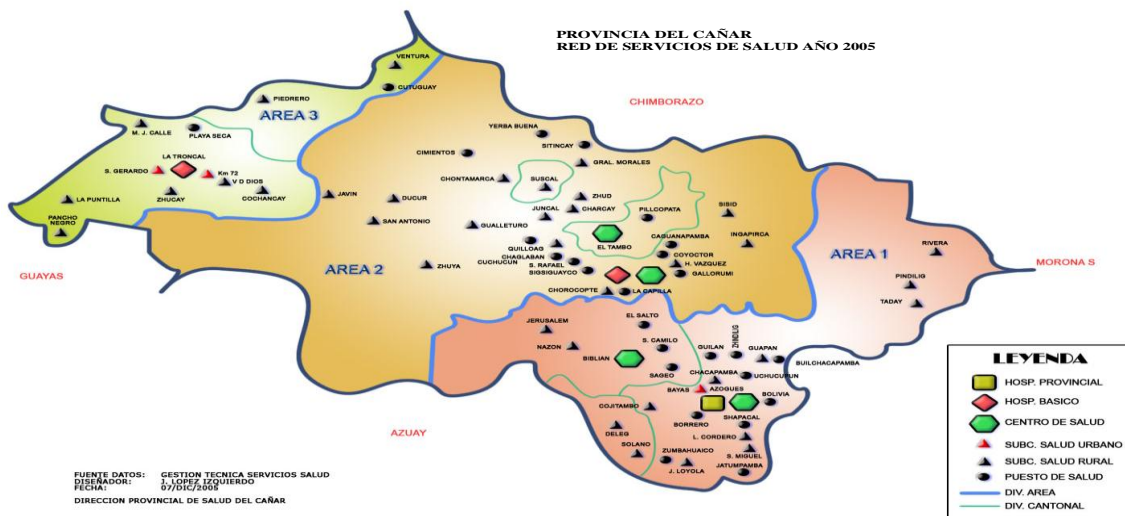 PROVINCIA DEL CAÑAR
RED DE SERVICIOS DE SALUD AÑO 2005
VENTURA
CUTUGUAY
CHIMBORAZO
PIEDRERO
AREA 3
M. J. CALLE
PLAYA SECA
YERBA BUENA
SITINCAY
CIMIENTOS
GRAL. MORALES
LA TRONCAL
S. GERARDO
Km 72
V D DIOS
ZHUCAY
COCHANCAY
LA PUNTILLA
PANCHO
NEGRO
CHONTAMARCA
SUSCAL
ZHUD
JAVIN
DUCUR
JUNCAL
CHARCAY
PILLCOPATA
SISID
SAN ANTONIO
GUALLETURO
EL TAMBO
CAGUANAPAMBA
INGAPIRCA
QUILLOAG
CHAGLABAN
COYOCTOR
GUAYAS
AREA 2
ZHUYA
CUCHUCUN
S. RAFAEL
SIGSIGUAYCO
H. VAZQUEZ
GALLORUMI
CHOROCOPTE
LA CAPILLA
AREA 1
RIVERA
MORONA S
PINDILIG
TADAY
JERUSALEM
EL SALTO
NAZON
S. CAMILO
BIBLIAN
SAGEO
QUILAN
ZHINDILIG
GUAPAN
BUILCHACAPAMBA
CHACAPAMBA
UCHUCUPUN
BAYAS
AZOGUES
BOLIVIA
COJITAMBO
BORRERO
SHAPACAL
AZUAY
DELEG
L. CORDERO
SOLANO
ZUMBAHUAICO
J. LOYOLA
S. MIGUEL
JATUMPAMBA
LEYENDA
HOSP. PROVINCIAL
HOSP. BASICO
CENTRO DE SALUD
SUBC. SALUD URBANO
SUBC. SALUD RURAL
PUESTO DE SALUD
DIV. AREA
DIV. CANTONAL
FUENTE DATOS: GESTION TECNICA SERVICIOS SALUD
DISEÑADOR: J. LOPEZ IZQUIERDO
FECHA: 07/DIC/2005
DIRECCION PROVINCIAL DE SALUD DEL CAÑAR